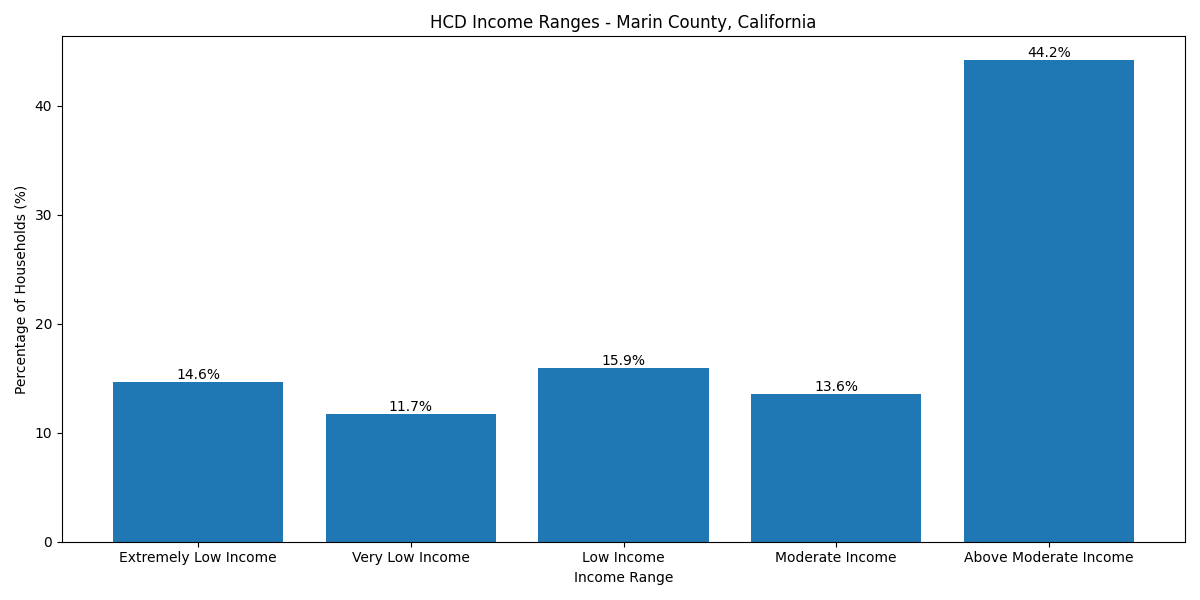 HCD Income Ranges - Marin County, California
44.2%
40
Percentage of Households (%)
30
20
15.9%
14.6%
13.6%
11.7%
10
0
Extremely Low Income
Very Low Income
Low Income
Moderate Income
Above Moderate Income
Income Range